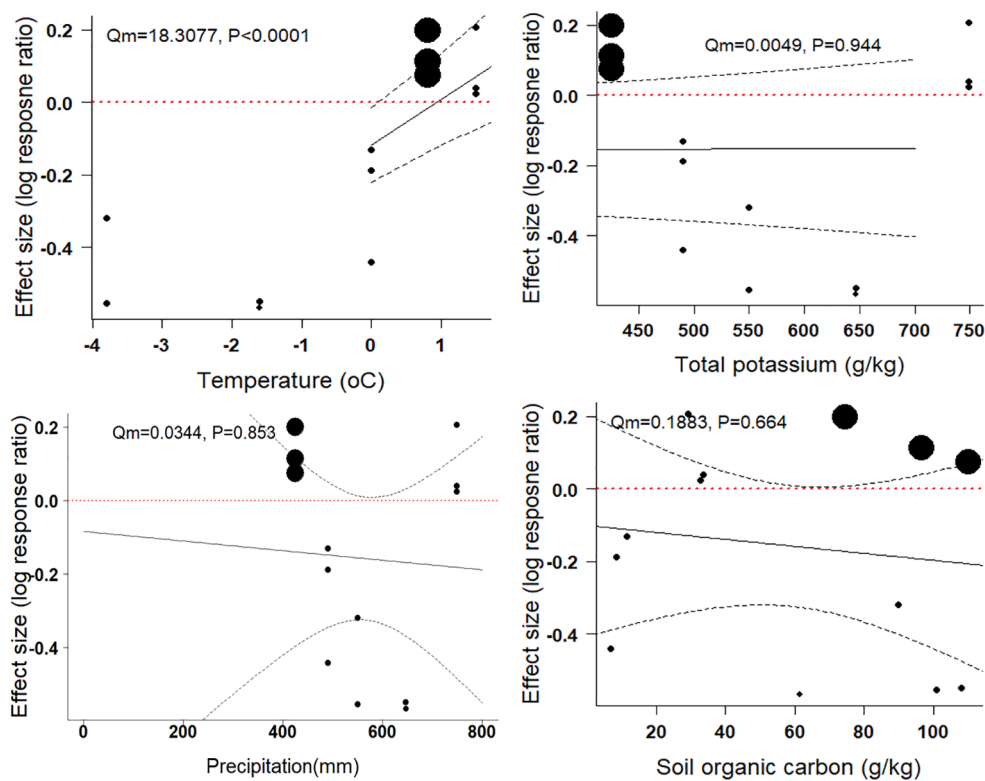 Qm=18.3077, P<0.0001
Effect size (log resposne ratio)
0.2
0.0
-0.2
-0.4
-4 -3 -2 -1 0 1
Temperature (oC)
Qm=0.0049, P=0.944
Effect size (log resposne ratio)
0.2
0.0
-0.2
-0.4
450 500 550 600 650 700 750
Total potassium (g/kg)
Qm=0.0344, P=0.853
Effect size (log response ratio)
0.2
0.0
-0.2
-0.4
0 200 400 600 800
Precipitation(mm)
Qm=0.1883, P=0.664
Effect size (log resposne ratio)
0.2
0.0
-0.2
-0.4
20 40 60 80 100
Soil organic carbon (g/kg)